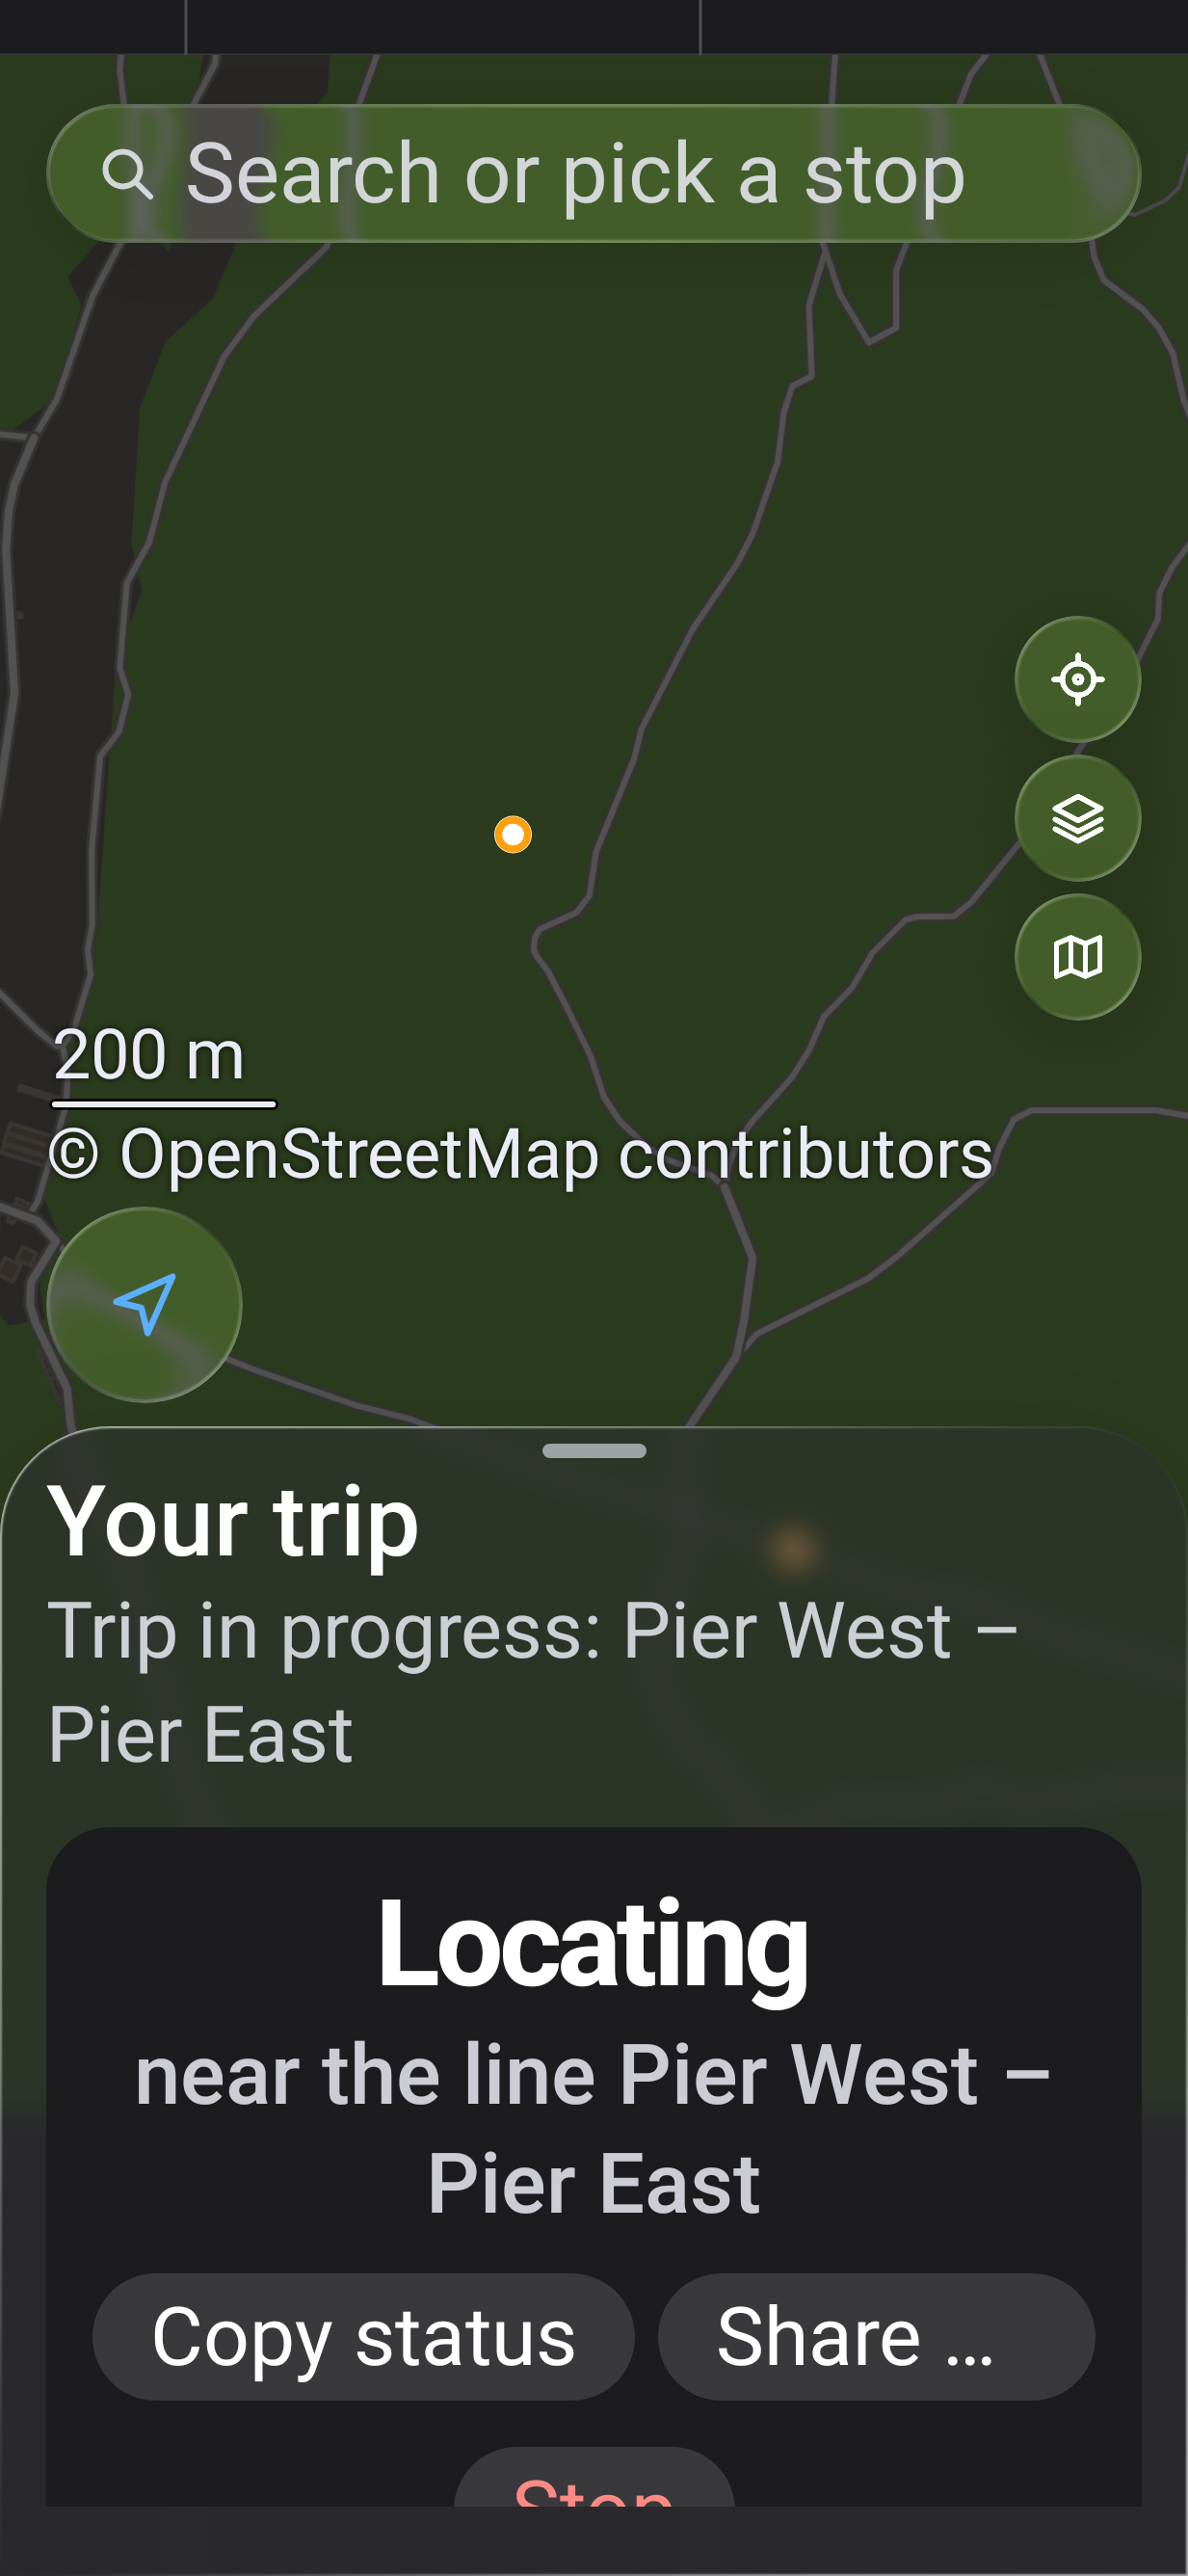 Search or pick a stop
200 m
© OpenStreetMap contributors
Your trip
Trip in progress: Pier West –
Pier East
Locating
near the line Pier West –
Pier East
Copy status
Share ...
Stop